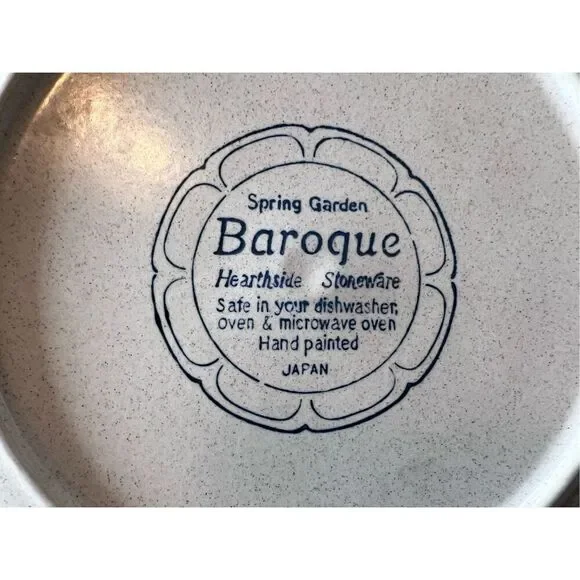 Spring Garden
Baroque
Hearthside Stoneware
Safe in your dishwasher,
oven & microwave oven
Hand painted
JAPAN